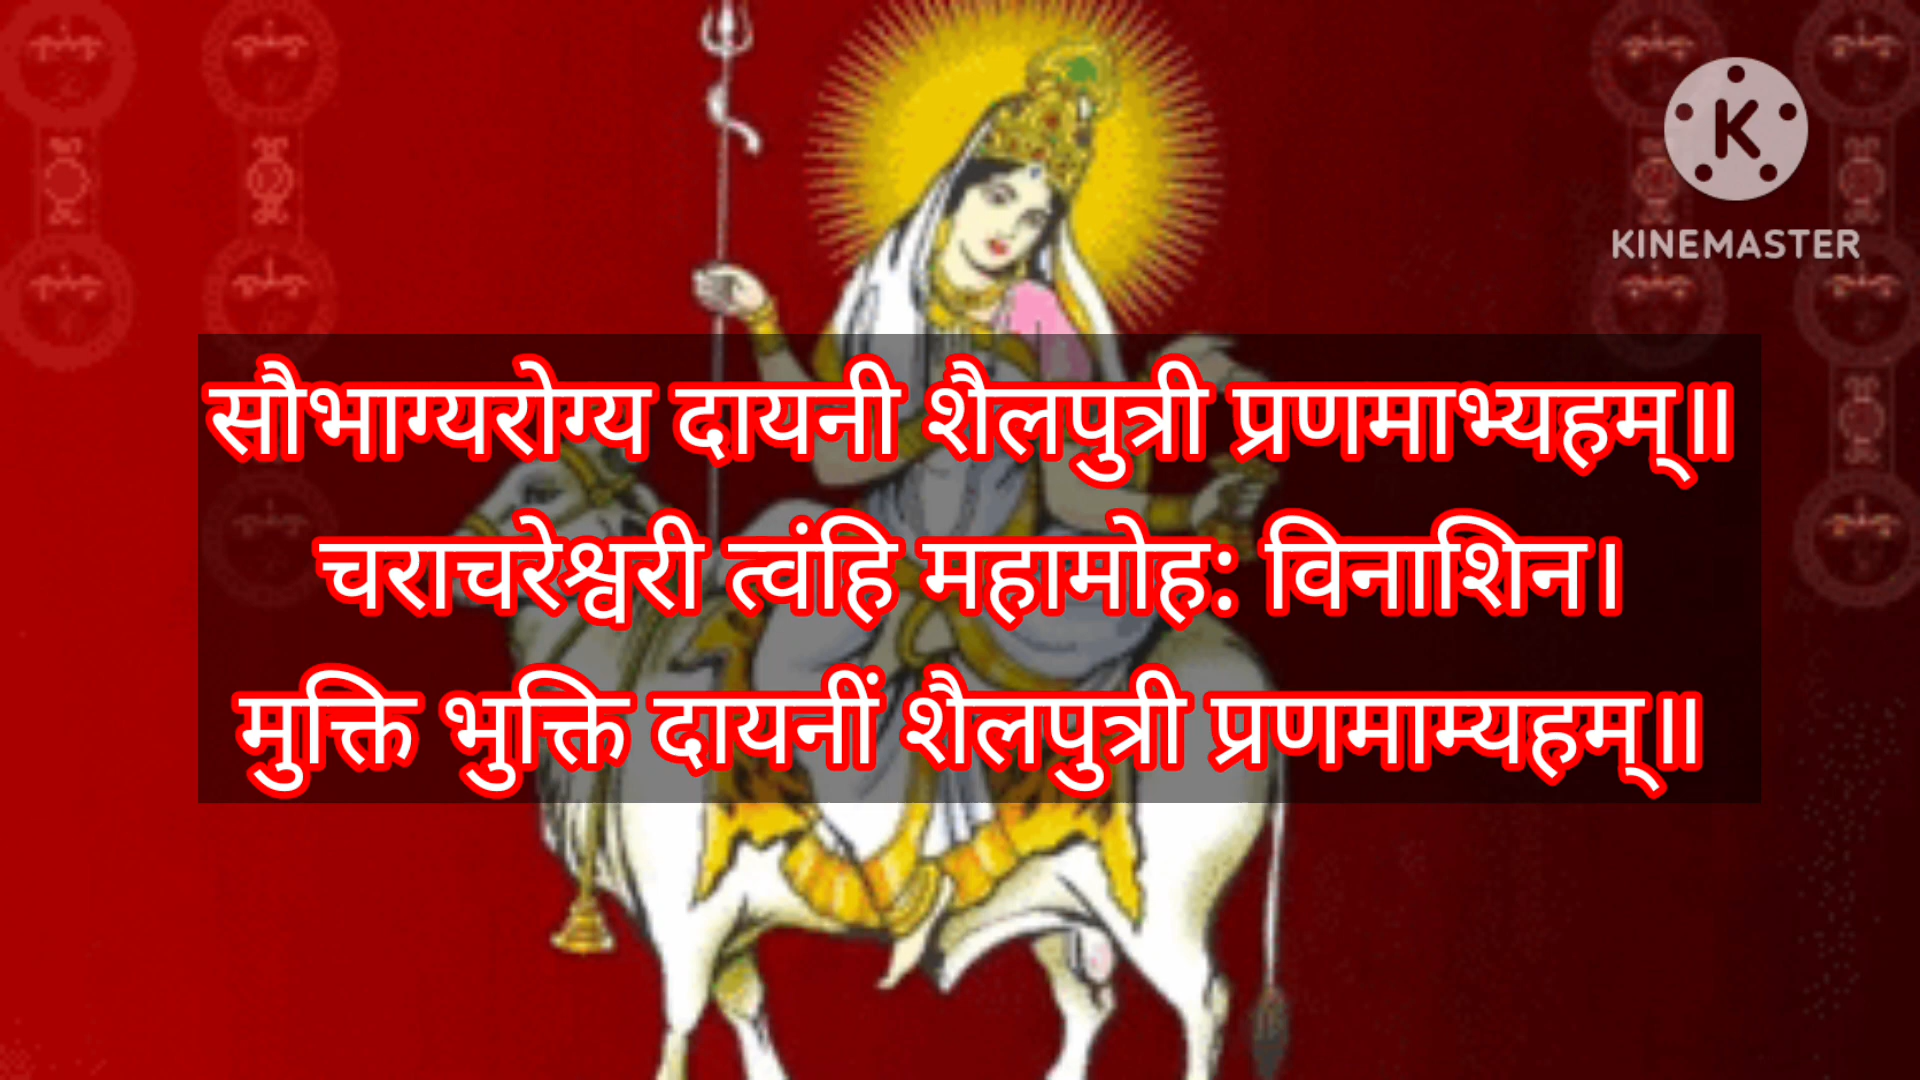 K
KINEMASTER
सौभाग्यरोग्य दायनी शैलपुत्री प्रणमाभ्यहम्॥
चराचरेश्वरी त्वंहि महामोह: विनाशिन।
मुक्ति भुक्ति दायनीं शैलपुत्री प्रणमाम्यहम्॥